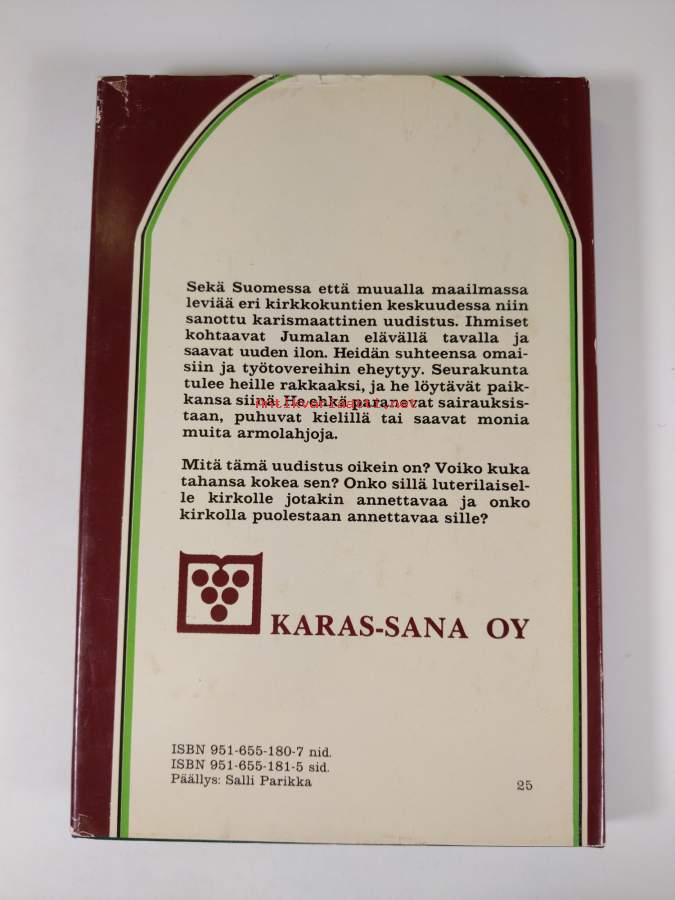 Sekä Suomessa että muualla maailmassa
leviää eri kirkkokuntien keskuudessa niin
sanottu karismaattinen uudistus. Ihmiset
kohtaavat Jumalan elävällä tavalla ja
saavat uuden ilon. Heidän suhteensa omai-
siin ja työtovereihin eheytyy. Seurakunta
tulee heille rakkaaksi, ja he löytävät paik-
kansa siinä. He ehkä paranevat sairauksis-
Antikvariaatti.net
taan, puhuvat kielillä tai saavat monia
muita armolahjoja.
Mitä tämä uudistus oikein on? Voiko kuka
tahansa kokea sen? Onko sillä luterilaisel-
le kirkolle jotakin annettavaa ja onko
kirkolla puolestaan annettavaa sille?
KARAS-SANA OY
ISBN 951-655-180-7 nid.
ISBN 951-655-181-5 sid.
Päällys: Salli Parikka
25